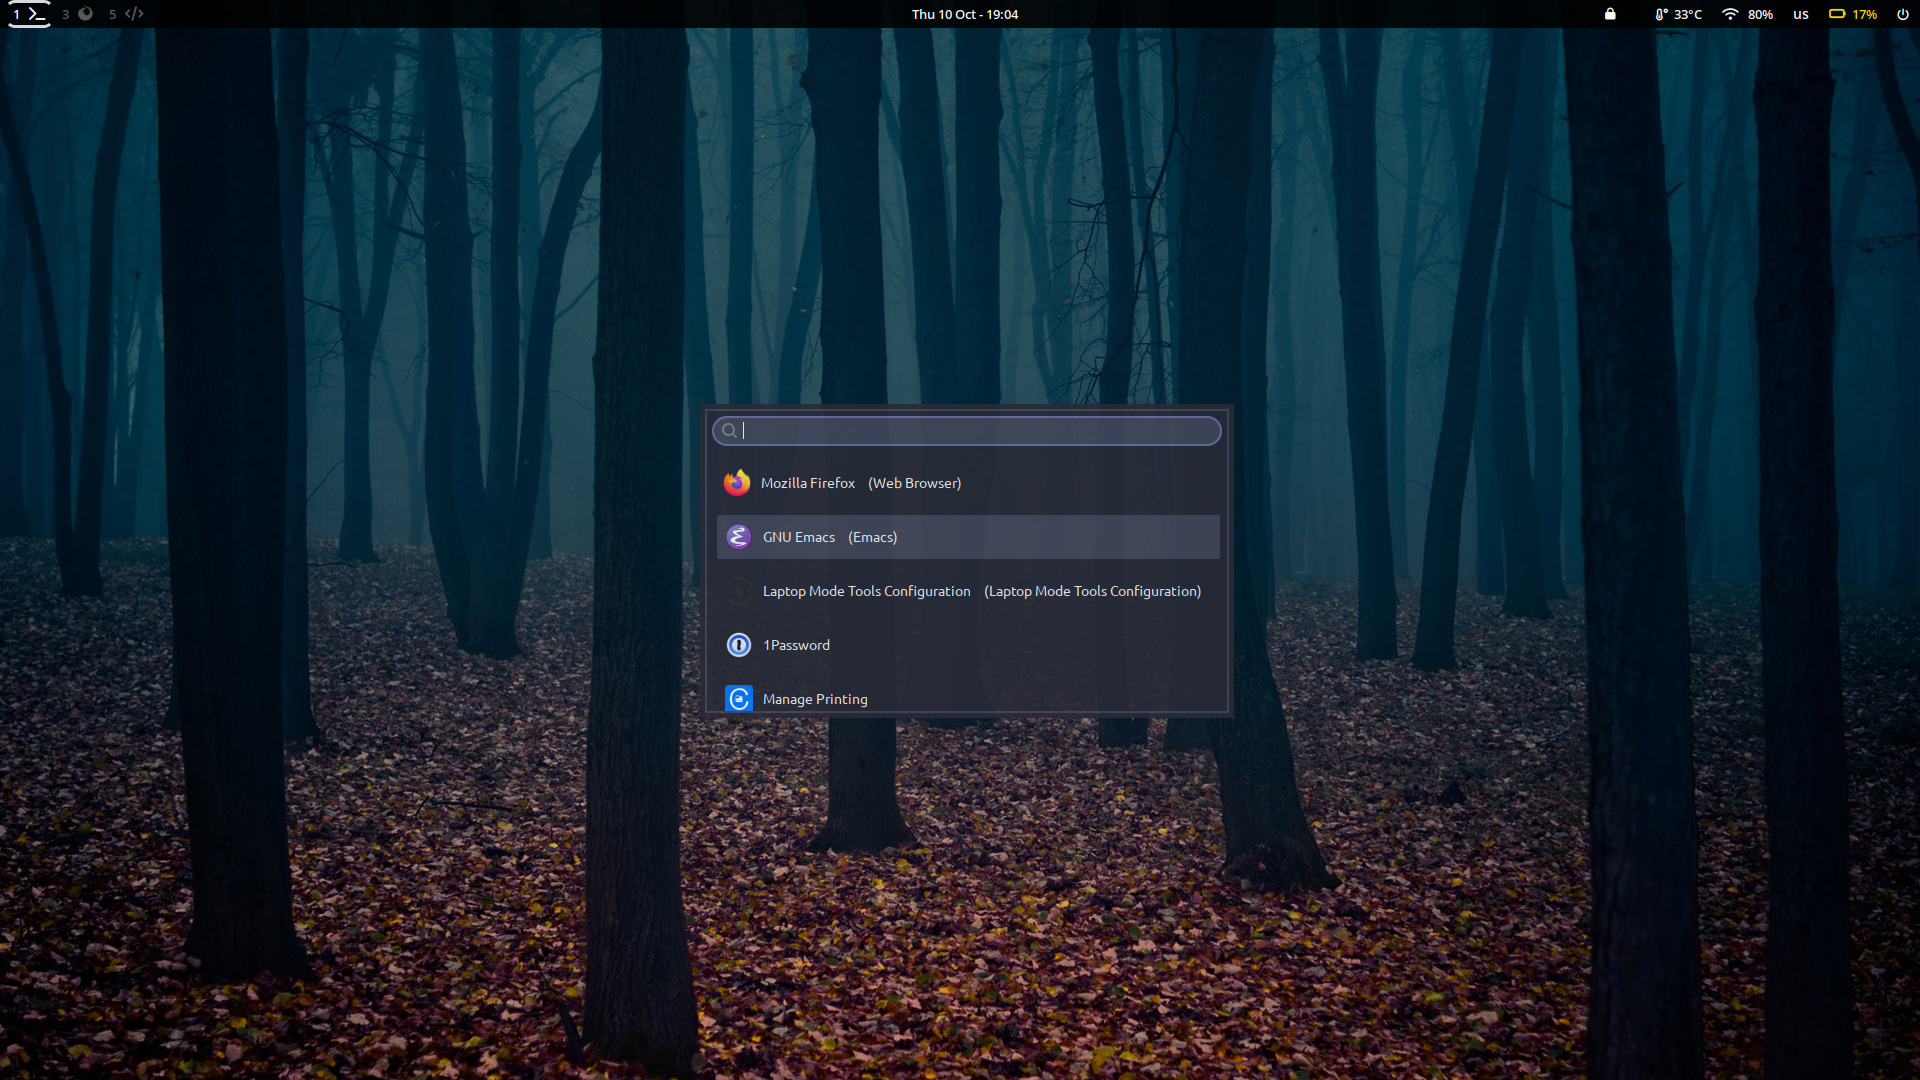 1 3 5 </>
Thu 10 Oct - 19:04
33°C 80% us 17%
Mozilla Firefox (Web Browser)
GNU Emacs (Emacs)
Laptop Mode Tools Configuration (Laptop Mode Tools Configuration)
1Password
Manage Printing